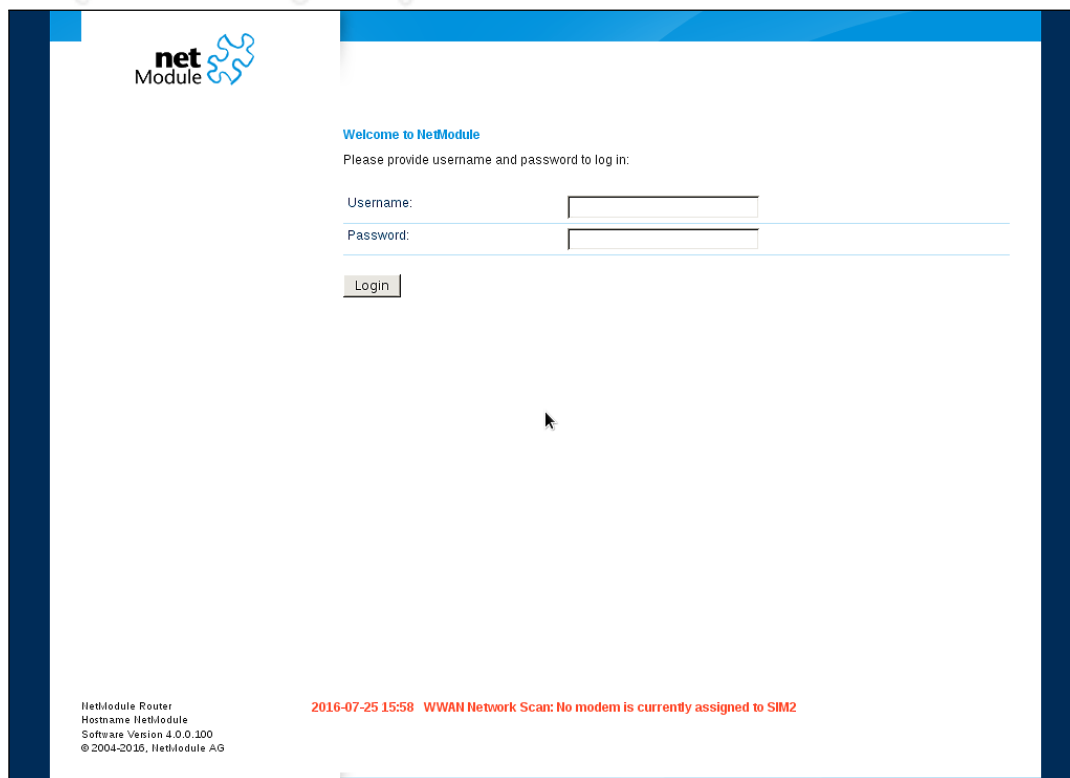 net
Module
Welcome to NetModule
Please provide username and password to log in:
Username:
Password:
Login
NetModule Router
Hostname NetModule
Software Version 4.0.0.100
© 2004-2016, NetModule AG
2016-07-25 15:58 WWAN Network Scan: No modem is currently assigned to SIM2